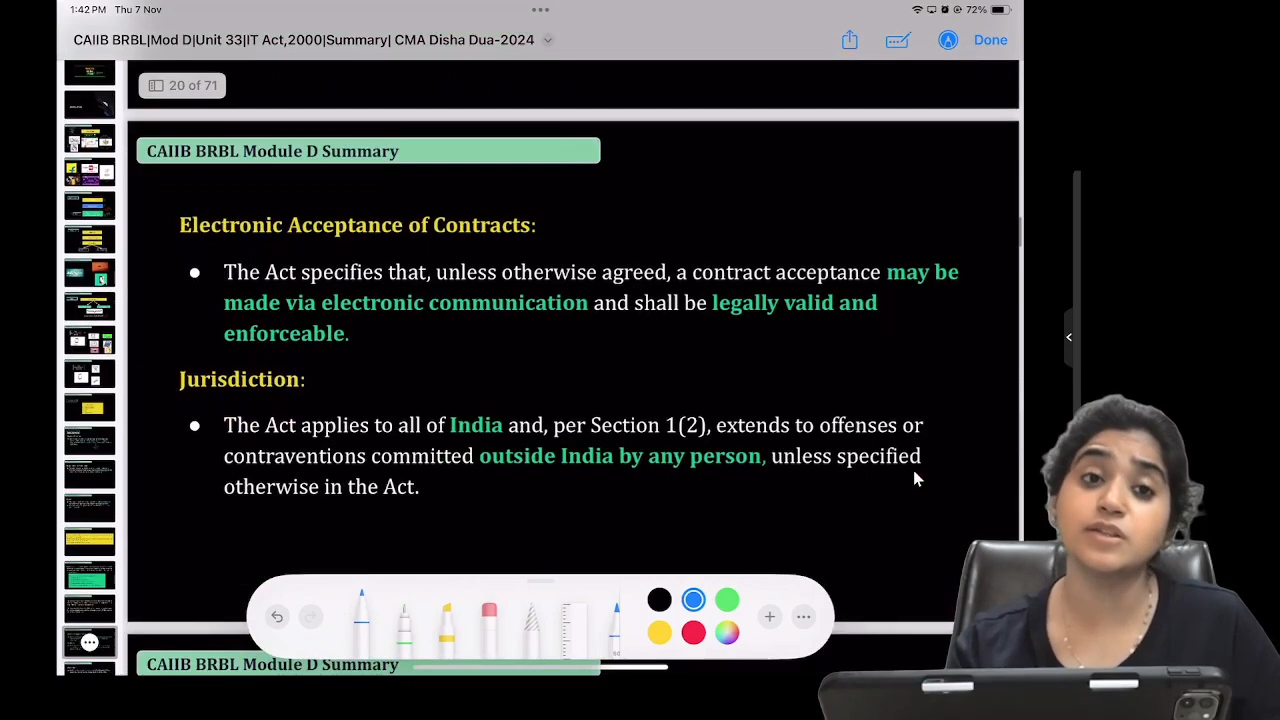 1:42 PM Thu 7 Nov
72%
CAIIB BRBL|Mod D|Unit 33|IT Act,2000|Summary| CMA Disha Dua-2024
Done
20 of 71
CAIIB BRBL Module D Summary
Electronic Acceptance of Contracts:
The Act specifies that, unless otherwise agreed, a contract acceptance may be
made via electronic communication and shall be legally valid and
enforceable.
Jurisdiction:
The Act applies to all of India and, per Section 1(2), extends to offenses or
contraventions committed outside India by any person, unless specified
otherwise in the Act.
CAIIB BRBL Module D Summary